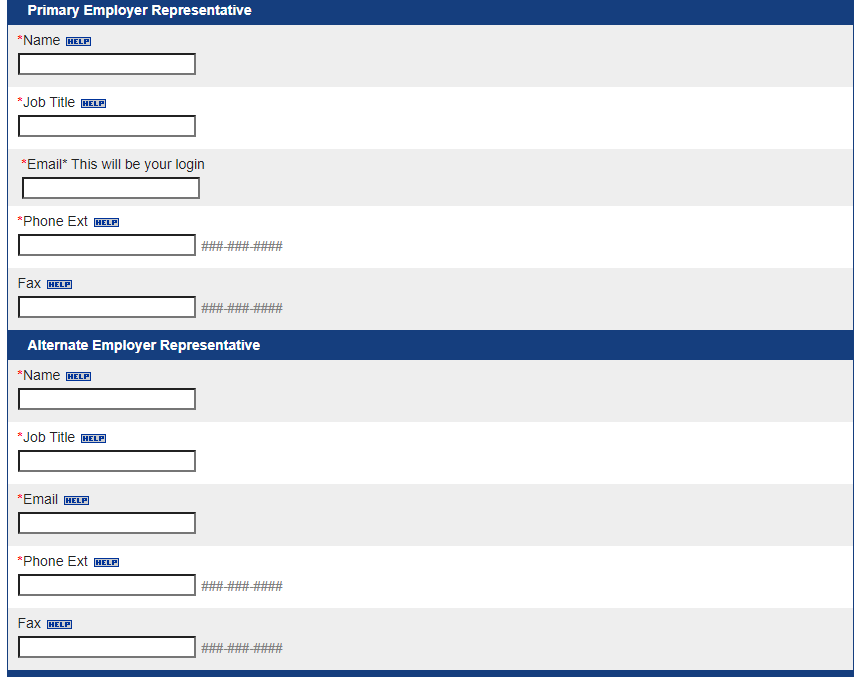 Primary Employer Representative
*Name HELP
*Job Title HELP
*Email* This will be your login
*Phone Ext HELP
###-###-####
Fax HELP
###-###-####
Alternate Employer Representative
*Name HELP
*Job Title HELP
*Email HELP
*Phone Ext HELP
###-###-####
Fax HELP
###-###-####